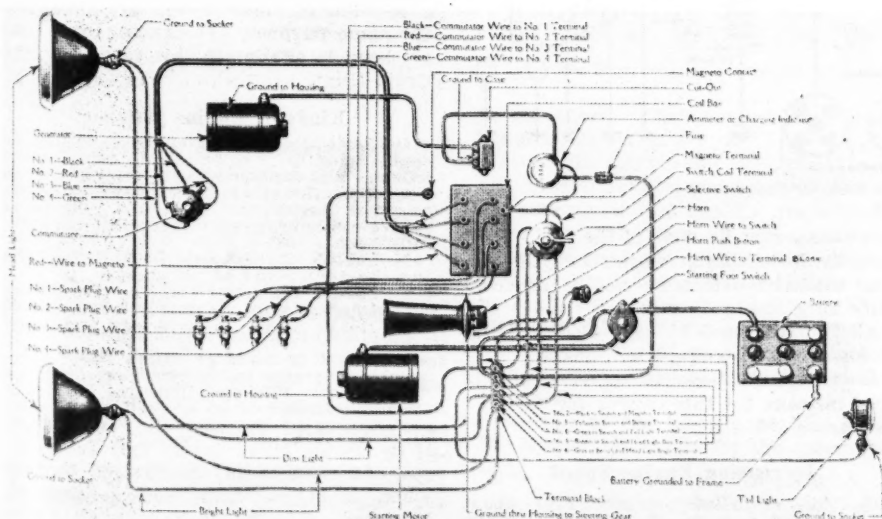 Ground to Socket
Black—Commutator Wire to No. 1 Terminal
Red—Commutator Wire to No. 2 Terminal
Blue—Commutator Wire to No. 3 Terminal
Green—Commutator Wire to No. 4 Terminal
Ground to Housing
Ground to Case
Magneto Contact
Cut-Out
Coil Box
Ammeter or Charging Indicator
Fuse
Generator
No. 1—Black
No. 2—Red
No. 3—Blue
No. 4—Green
Commutator
Magneto Terminal
Switch Coil Terminal
Selective Switch
Horn
Horn Wire to Switch
Horn Push Button
Horn Wire to Terminal Block
Starting Foot Switch
Head Light
Red—Wire to Magneto
No. 1—Spark Plug Wire
No. 2—Spark Plug Wire
No. 3—Spark Plug Wire
No. 4—Spark Plug Wire
Battery
Ground to Housing
Ground to Socket
Dim Light
Bright Light
Starting Motor
Terminal Block
Ground thru Housing to Steering Gear
Battery Grounded to Frame
Tail Light
Ground to Socket